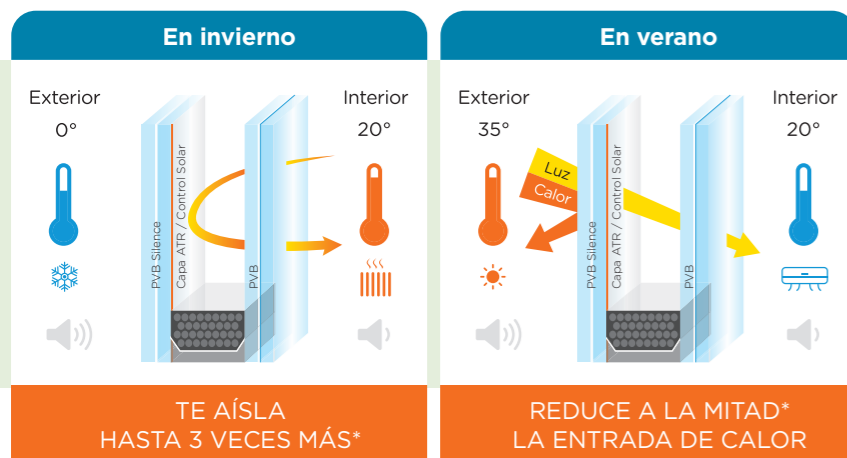 En invierno
Exterior
0°
Interior
20°
PVB Silence
Capa ATR / Control Solar
PVB
TE AÍSLA
HASTA 3 VECES MÁS*
En verano
Exterior
35°
Interior
20°
Luz
Calor
PVB Silence
Capa ATR / Control Solar
PVB
REDUCE A LA MITAD*
LA ENTRADA DE CALOR